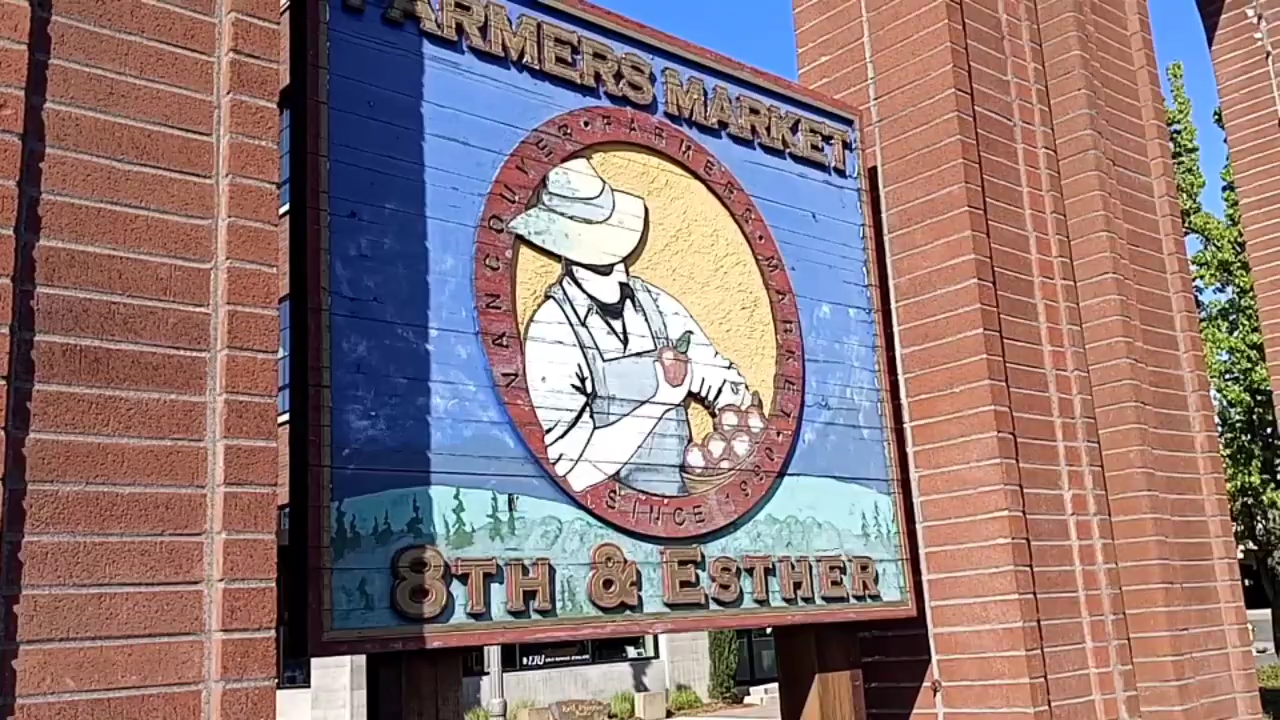 FARMERS MARKET
VANCOUVER • FARMERS • MARKET •
SINCE 1990
8TH & ESTHER